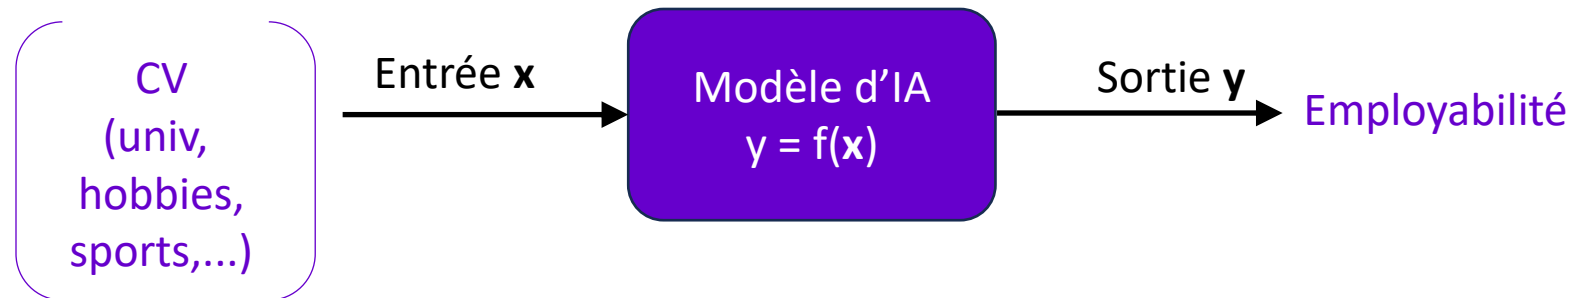 CV
(univ,
hobbies,
sports,...)
Entrée x
Modèle d'IA
y = f(x)
Sortie y
Employabilité